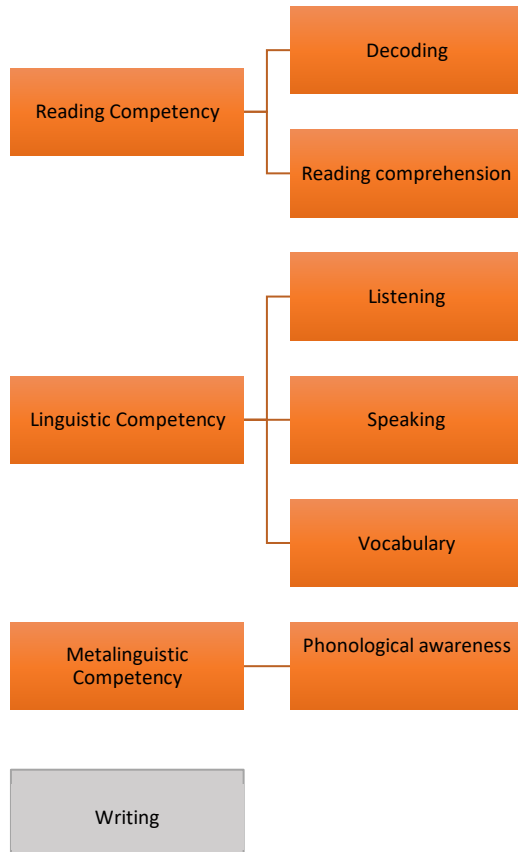 Decoding
Reading Competency
Reading comprehension
Listening
Linguistic Competency
Speaking
Vocabulary
Metalinguistic
Competency
Phonological awareness
Writing